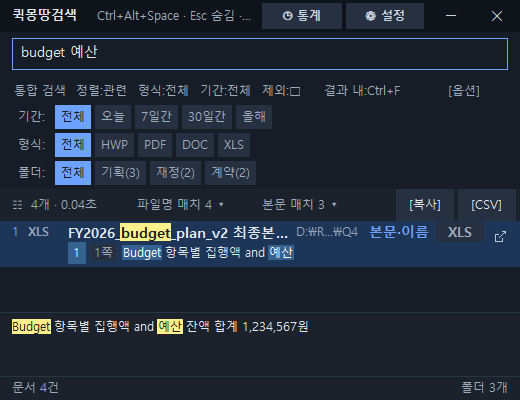 퀵몽땅검색 Ctrl+Alt+Space · Esc 숨김 ·... 통계 설정
budget 예산
통합 검색 정렬:관련 형식:전체 기간:전체 제외:□ 결과 내:Ctrl+F [옵션]
기간: 전체 오늘 7일간 30일간 올해
형식: 전체 HWP PDF DOC XLS
폴더: 전체 기획(3) 재정(2) 계약(2)
4개 · 0.04초 파일명 매치 4 본문 매치 3 [복사] [CSV]
1 XLS FY2026_budget_plan_v2 최종본... D:₩R...₩Q4 본문·이름 XLS
1 1쪽 Budget 항목별 집행액 and 예산
Budget 항목별 집행액 and 예산 잔액 합계 1,234,567원
문서 4건 폴더 3개